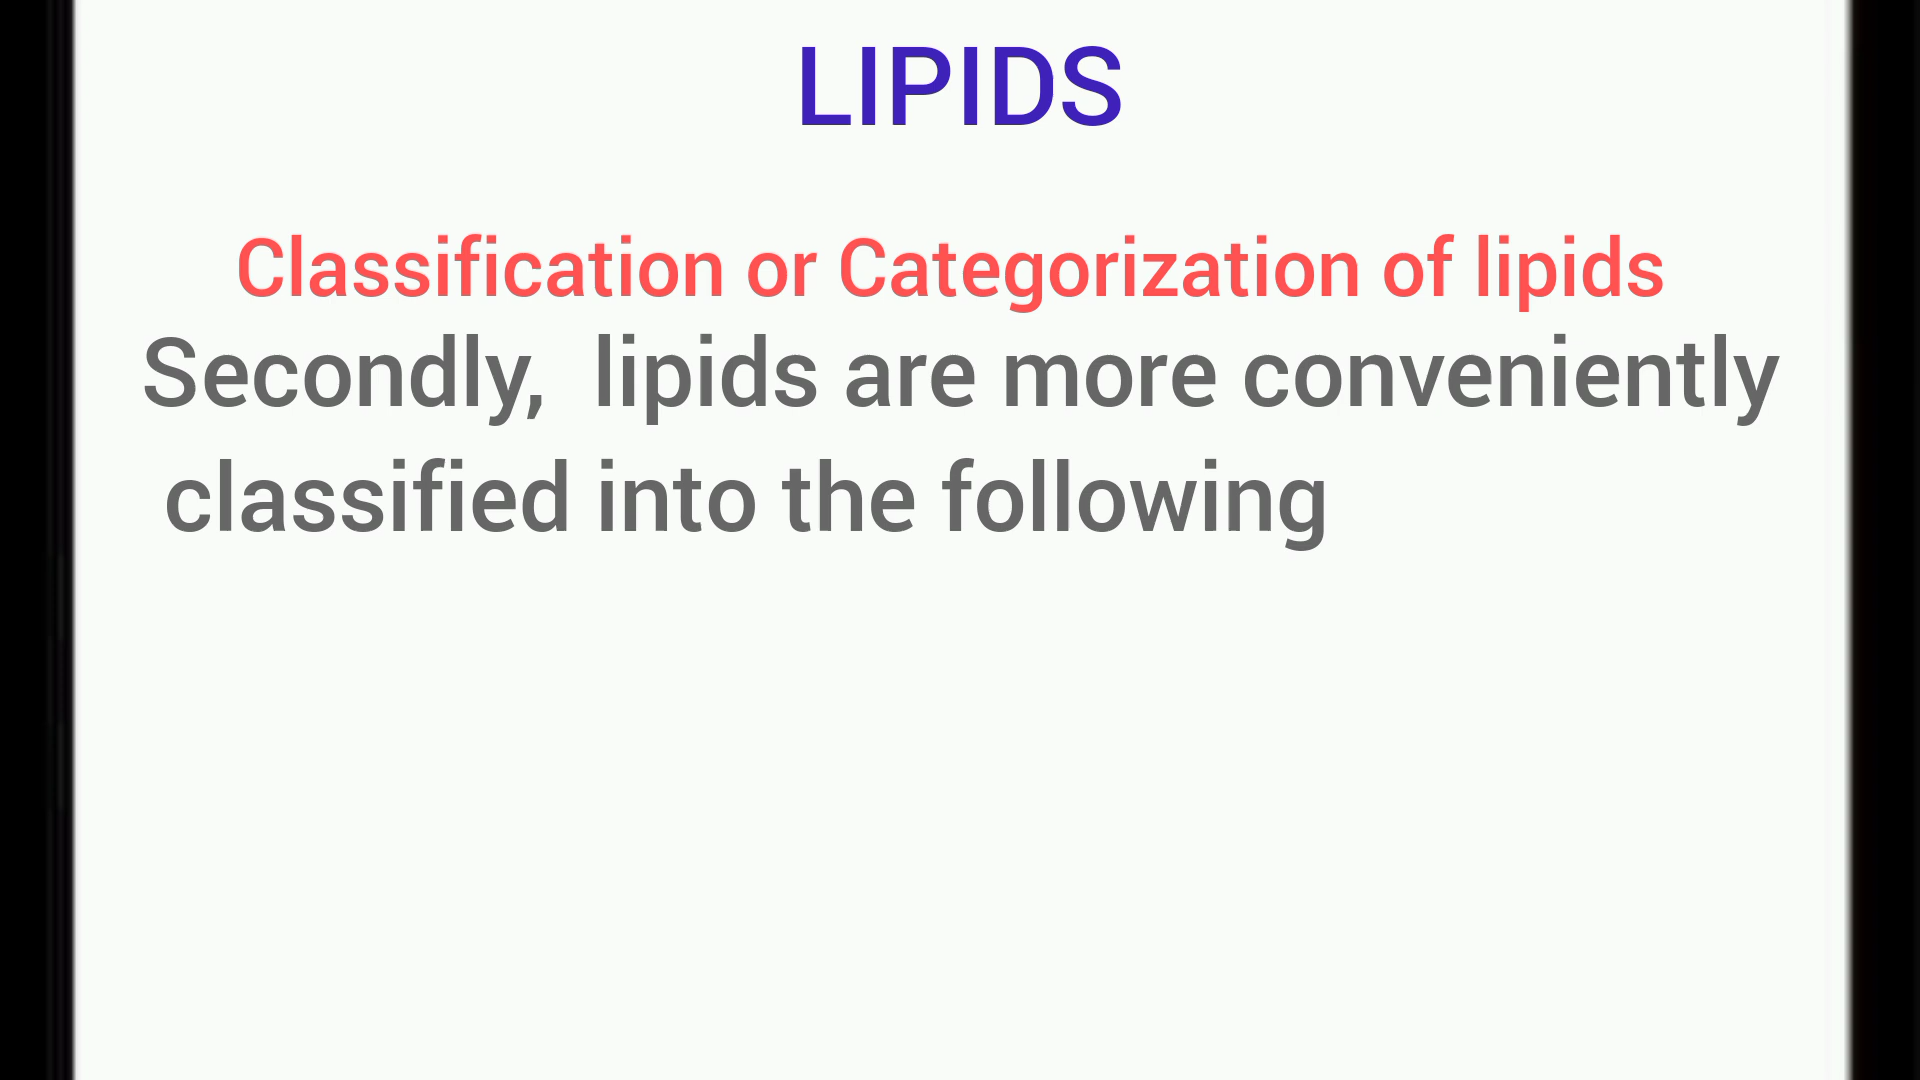 LIPIDS
Classification or Categorization of lipids
Secondly,  lipids are more conveniently
classified into the following